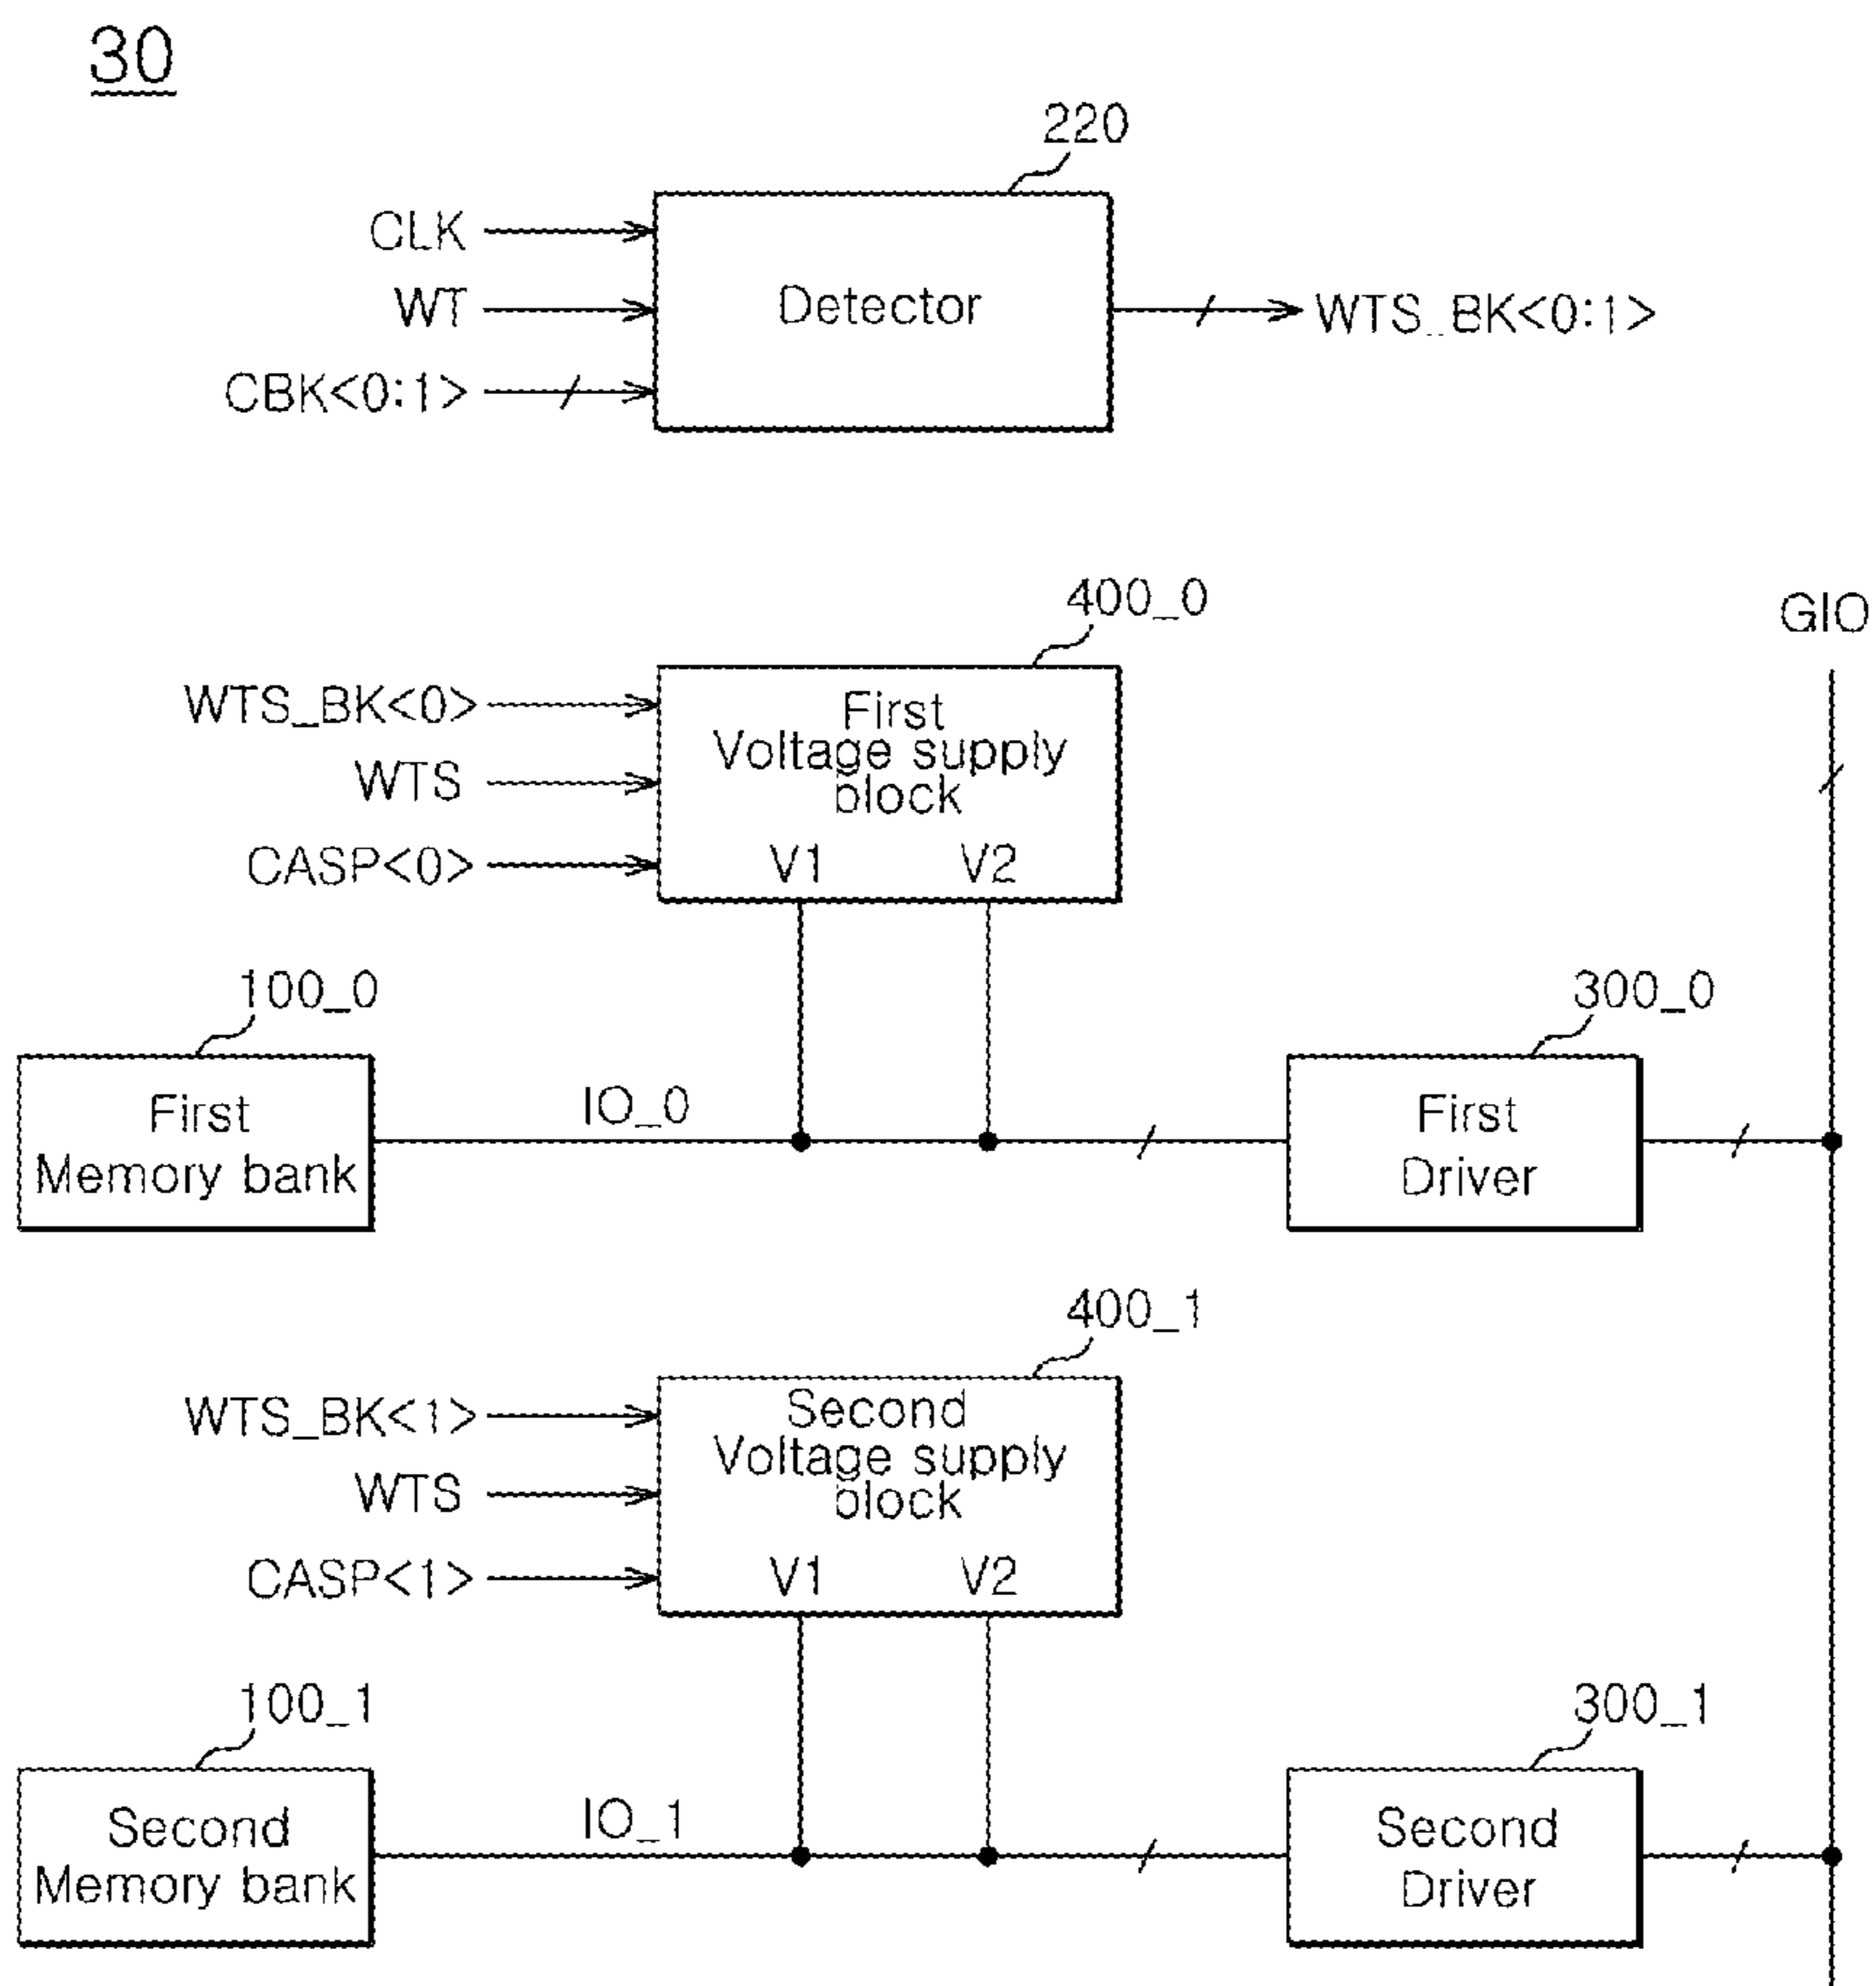 30
220
CLK
WT
CBK<0:1>
Detector
WTS_BK<0:1>
400_0
GIO
WTS_BK<0>
WTS
CASP<0>
First
Voltage supply
block
V1 V2
100_0
300_0
First
Memory bank
IO_0
First
Driver
400_1
WTS_BK<1>
WTS
CASP<1>
Second
Voltage supply
block
V1 V2
100_1
300_1
Second
Memory bank
IO_1
Second
Driver